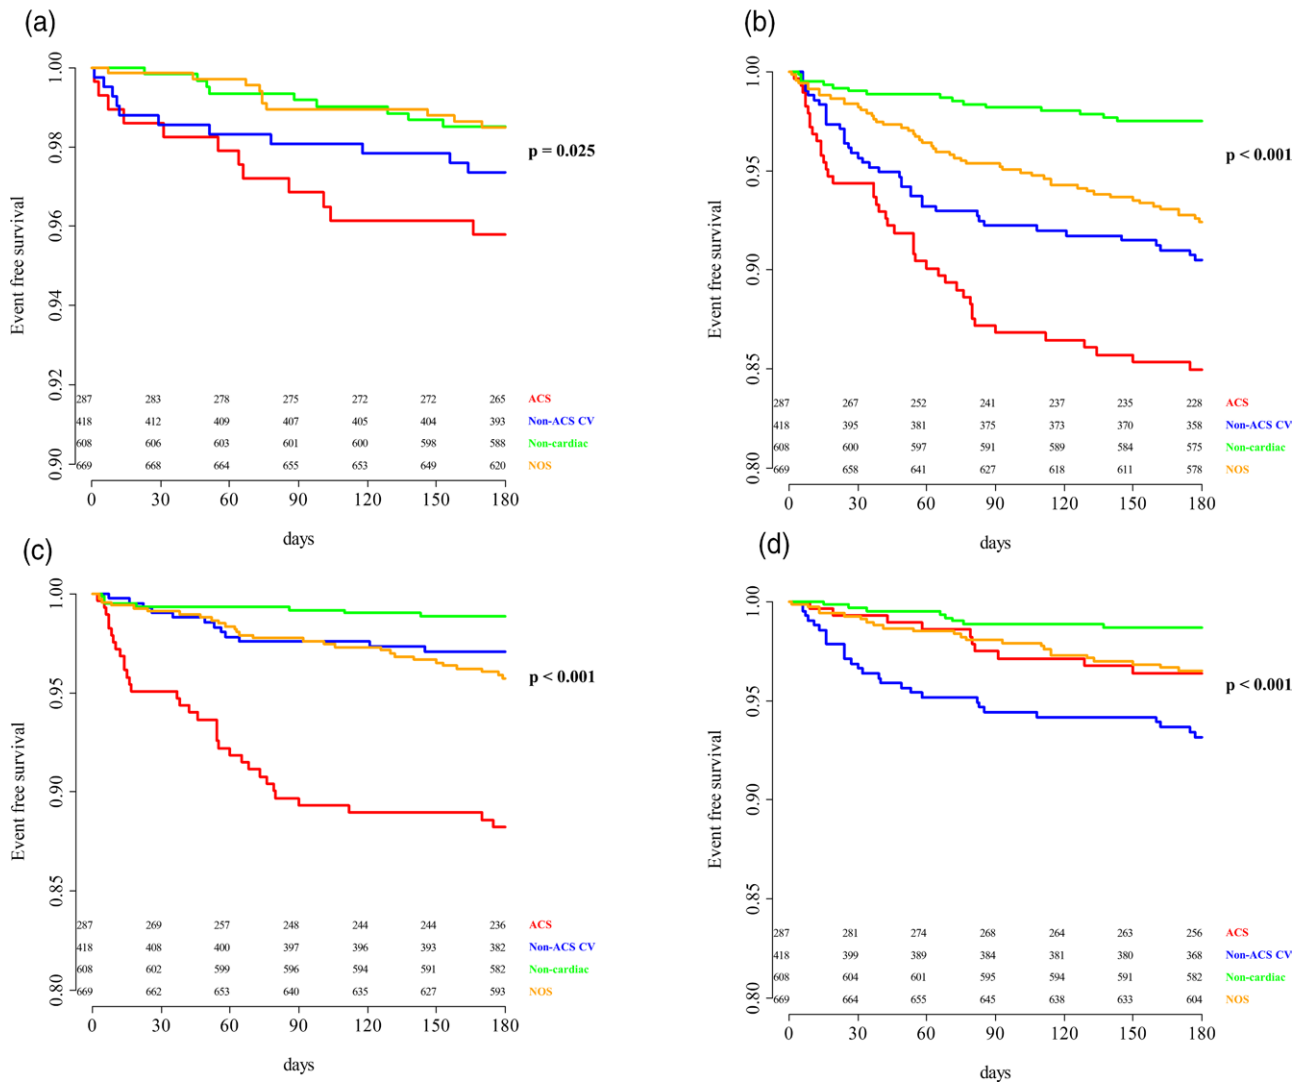 (a)
1.00
0.98
0.96
0.94
0.92
0.90
Event free survival
p = 0.025
287 283 278 275 272 272 265 ACS
418 412 409 407 405 404 393 Non-ACS CV
608 606 603 601 600 598 588 Non-cardiac
669 668 664 655 653 649 620 NOS
0 30 60 90 120 150 180
days
(b)
1.00
0.95
0.90
0.85
0.80
Event free survival
p < 0.001
287 267 252 241 237 235 228 ACS
418 395 381 375 373 370 358 Non-ACS CV
608 600 597 591 589 584 575 Non-cardiac
669 658 641 627 618 611 578 NOS
0 30 60 90 120 150 180
days
(c)
1.00
0.95
0.90
0.85
0.80
Event free survival
p < 0.001
287 269 257 248 244 244 236 ACS
418 408 400 397 396 393 382 Non-ACS CV
608 602 599 596 594 591 582 Non-cardiac
669 662 653 640 635 627 593 NOS
0 30 60 90 120 150 180
days
(d)
1.00
0.95
0.90
0.85
0.80
Event free survival
p < 0.001
287 281 274 268 264 263 256 ACS
418 399 389 384 381 380 368 Non-ACS CV
608 604 601 595 594 591 582 Non-cardiac
669 664 655 645 638 633 604 NOS
0 30 60 90 120 150 180
days